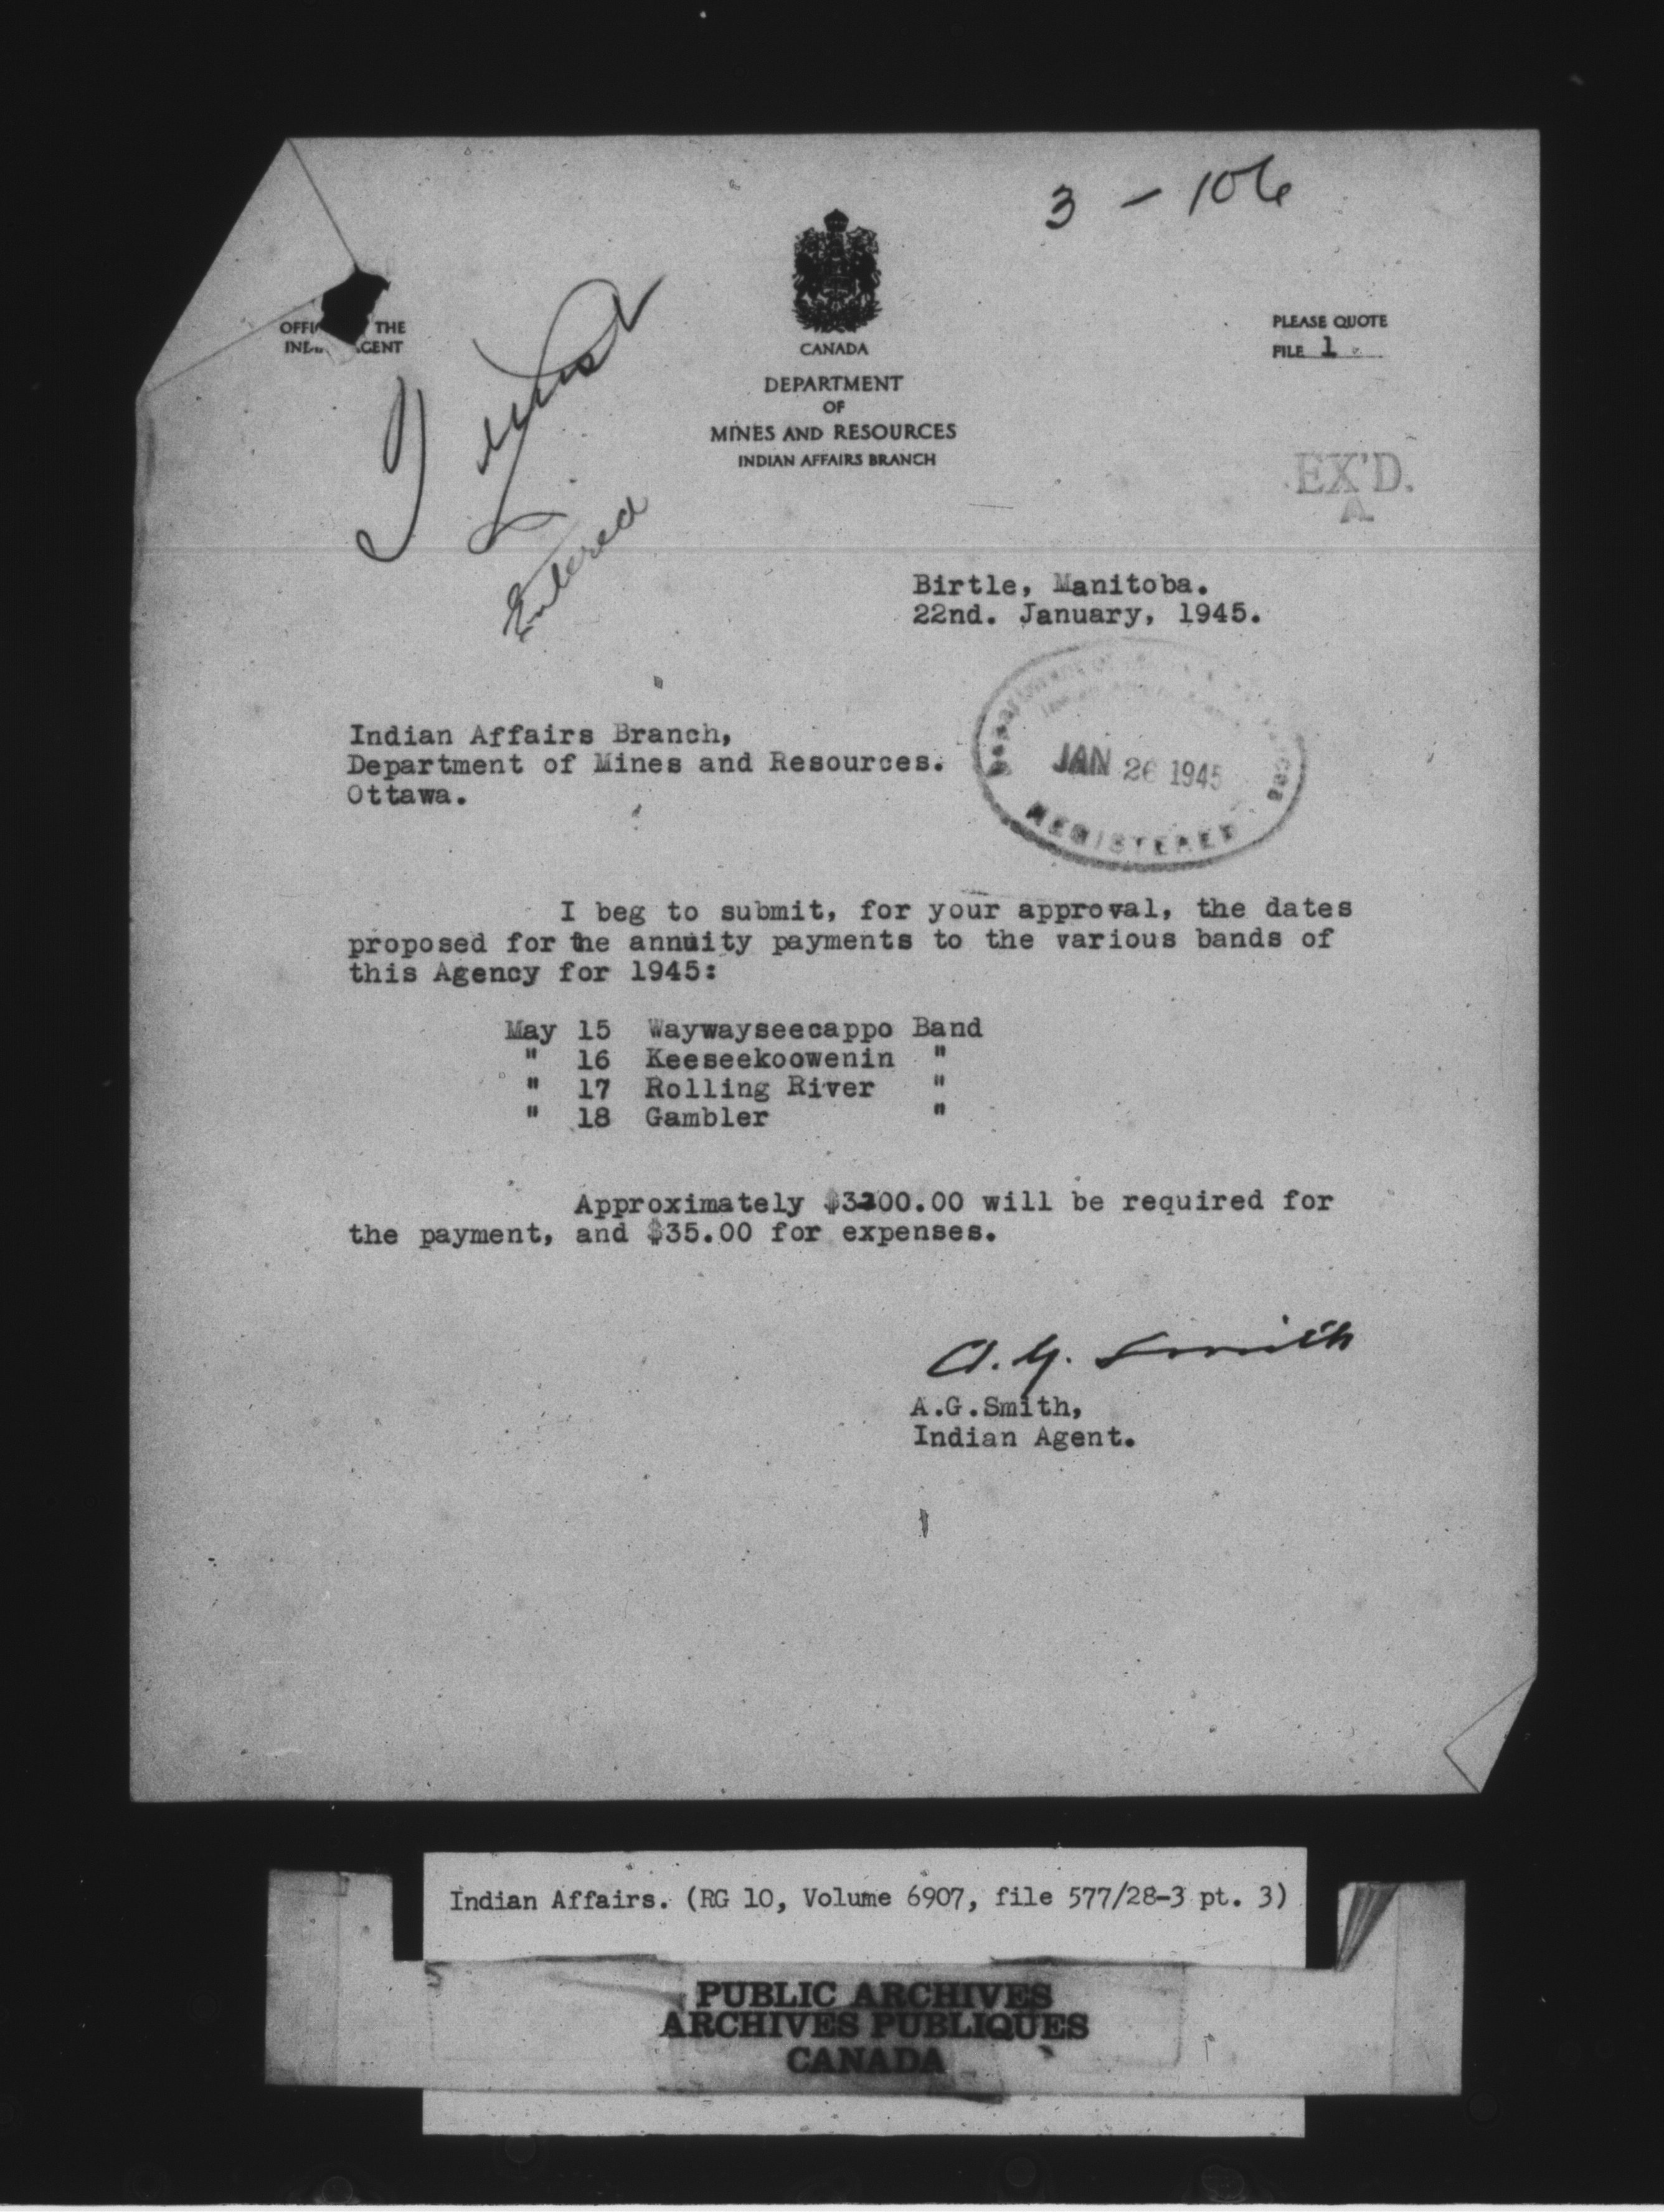 3 - 106
OFFI THE
IND AGENT
CANADA
DEPARTMENT
OF
MINES AND RESOURCES
INDIAN AFFAIRS BRANCH
PLEASE QUOTE
FILE 1
EX'D.
A
Entered
Birtle, Manitoba.
22nd. January, 1945.
Indian Affairs Branch,
Department of Mines and Resources.
Ottawa.
JAN 26 1945
REGISTERED
I beg to submit, for your approval, the dates
proposed for the annuity payments to the various bands of
this Agency for 1945:
May 15 Waywayseecappo Band
" 16 Keeseekoowenin "
" 17 Rolling River "
" 18 Gambler "
Approximately $3200.00 will be required for
the payment, and $35.00 for expenses.
A.G. Smith
A.G.Smith,
Indian Agent.
Indian Affairs. (RG 10, Volume 6907, file 577/28-3 pt. 3)
PUBLIC ARCHIVES
ARCHIVES PUBLIQUES
CANADA